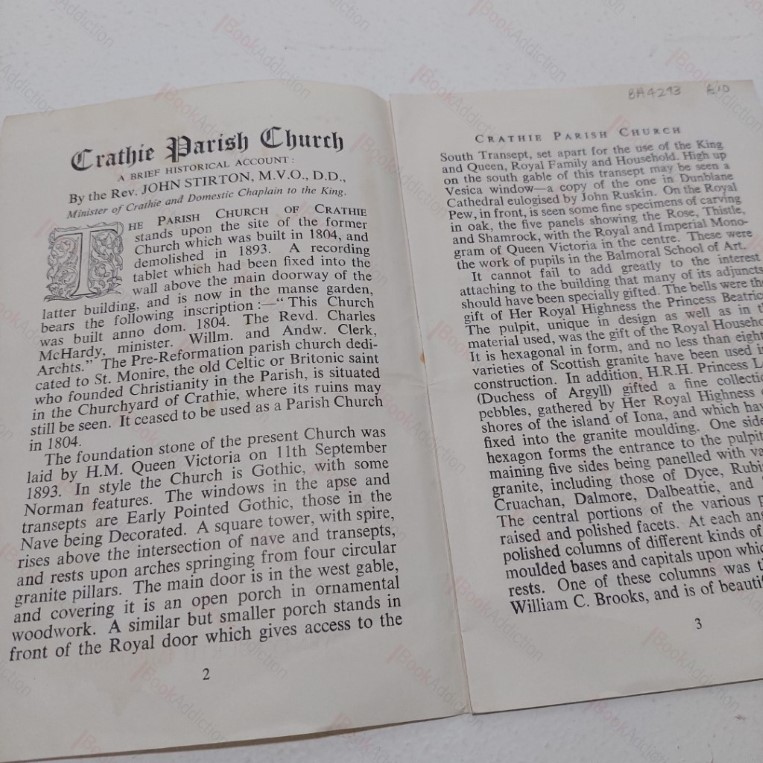 Crathie Parish Church
A BRIEF HISTORICAL ACCOUNT:
By the Rev. JOHN STIRTON, M.V.O., D.D.,
Minister of Crathie and Domestic Chaplain to the King.
THE PARISH CHURCH OF CRATHIE
stands upon the site of the former
Church which was built in 1804, and
demolished in 1893. A recording
tablet which had been fixed into the
wall above the main doorway of the
latter building, and is now in the manse garden,
bears the following inscription:—"This Church
was built anno dom. 1804. The Revd. Charles
McHardy, minister. Willm. and Andw. Clerk,
Archts." The Pre-Reformation parish church dedi-
cated to St. Monire, the old Celtic or Britonic saint
who founded Christianity in the Parish, is situated
in the Churchyard of Crathie, where its ruins may
still be seen. It ceased to be used as a Parish Church
in 1804.
The foundation stone of the present Church was
laid by H.M. Queen Victoria on 11th September
1893. In style the Church is Gothic, with some
Norman features. The windows in the apse and
transepts are Early Pointed Gothic, those in the
Nave being Decorated. A square tower, with spire,
rises above the intersection of nave and transepts,
and rests upon arches springing from four circular
granite pillars. The main door is in the west gable,
and covering it is an open porch in ornamental
woodwork. A similar but smaller porch stands in
front of the Royal door which gives access to the
2
BA4293 £10
CRATHIE PARISH CHURCH
South Transept, set apart for the use of the King
and Queen, Royal Family and Household. High up
on the south gable of this transept may be seen a
Vesica window—a copy of the one in Dunblane
Cathedral eulogised by John Ruskin. On the Royal
Pew, in front, is seen some fine specimens of carving
in oak, the five panels showing the Rose, Thistle,
and Shamrock, with the Royal and Imperial Mono-
gram of Queen Victoria in the centre. These were
the work of pupils in the Balmoral School of Art.
It cannot fail to add greatly to the interest
attaching to the building that many of its adjuncts
should have been specially gifted. The bells were the
gift of Her Royal Highness the Princess Beatric
The pulpit, unique in design as well as in t
material used, was the gift of the Royal Househo
It is hexagonal in form, and no less than eight
varieties of Scottish granite have been used i
construction. In addition, H.R.H. Princess L
(Duchess of Argyll) gifted a fine collectio
pebbles, gathered by Her Royal Highness
shores of the island of Iona, and which hav
fixed into the granite moulding. One side
hexagon forms the entrance to the pulpit
maining five sides being panelled with va
granite, including those of Dyce, Rubi
Cruachan, Dalmore, Dalbeattie, and
The central portions of the various p
raised and polished facets. At each an
polished columns of different kinds of
moulded bases and capitals upon whic
rests. One of these columns was t
William C. Brooks, and is of beauti
3
BookAddiction